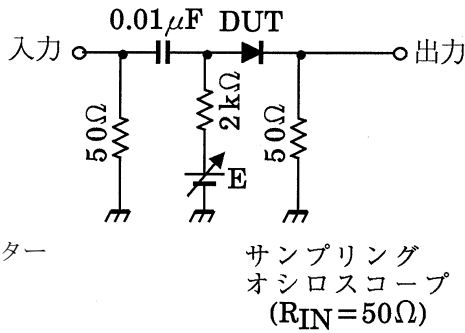 0.01μF DUT
入力
出力
50Ω
2kΩ
50Ω
E
ター
サンプリング
オシロスコープ
(RIN=50Ω)